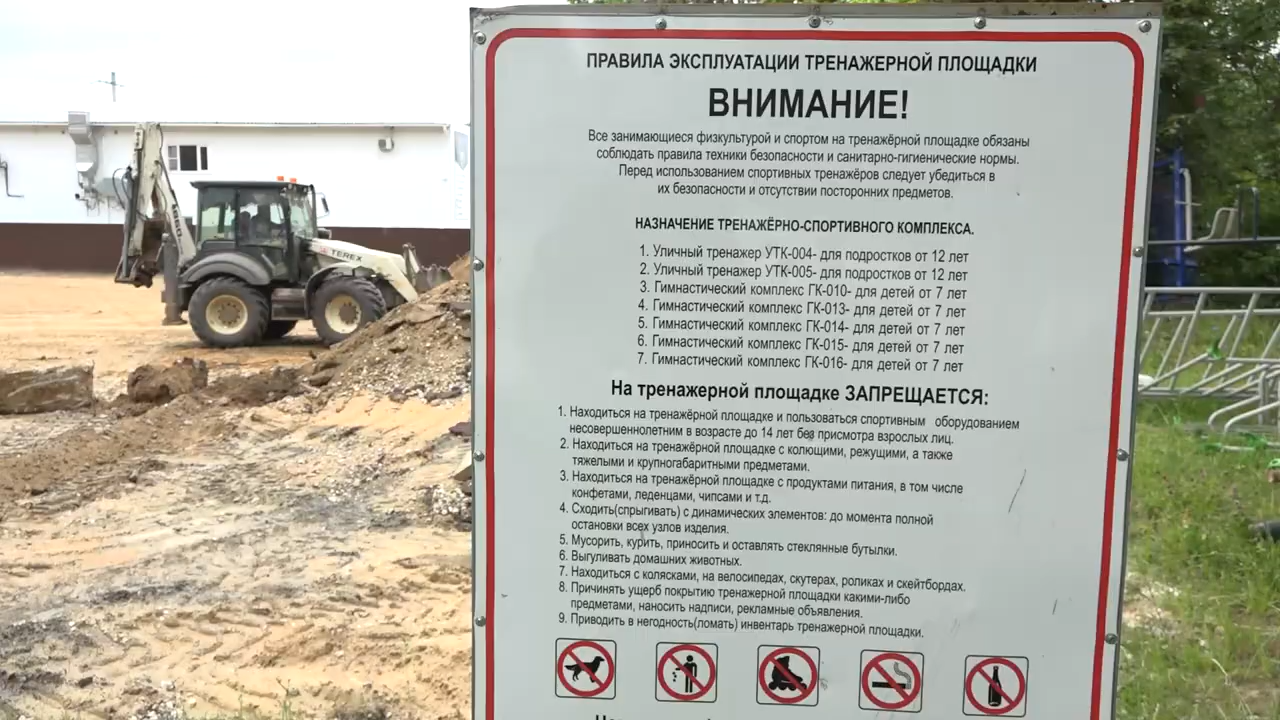 ПРАВИЛА ЭКСПЛУАТАЦИИ ТРЕНАЖЕРНОЙ ПЛОЩАДКИ
ВНИМАНИЕ!
Все занимающиеся физкультурой и спортом на тренажёрной площадке обязаны
соблюдать правила техники безопасности и санитарно-гигиенические нормы.
Перед использованием спортивных тренажёров следует убедиться в
их безопасности и отсутствии посторонних предметов.
НАЗНАЧЕНИЕ ТРЕНАЖЁРНО-СПОРТИВНОГО КОМПЛЕКСА.
1. Уличный тренажер УТК-004- для подростков от 12 лет
2. Уличный тренажер УТК-005- для подростков от 12 лет
3. Гимнастический комплекс ГК-010- для детей от 7 лет
4. Гимнастический комплекс ГК-013- для детей от 7 лет
5. Гимнастический комплекс ГК-014- для детей от 7 лет
6. Гимнастический комплекс ГК-015- для детей от 7 лет
7. Гимнастический комплекс ГК-016- для детей от 7 лет
На тренажерной площадке ЗАПРЕЩАЕТСЯ:
1. Находиться на тренажёрной площадке и пользоваться спортивным оборудованием
несовершеннолетним в возрасте до 14 лет без присмотра взрослых лиц.
2. Находиться на тренажёрной площадке с колющими, режущими, а также
тяжелыми и крупногабаритными предметами.
3. Находиться на тренажёрной площадке с продуктами питания, в том числе
конфетами, леденцами, чипсами и т.д.
4. Сходить(спрыгивать) с динамических элементов: до момента полной
остановки всех узлов изделия.
5. Мусорить, курить, приносить и оставлять стеклянные бутылки.
6. Выгуливать домашних животных.
7. Находиться с колясками, на велосипедах, скутерах, роликах и скейтбордах.
8. Причинять ущерб покрытию тренажерной площадки какими-либо
предметами, наносить надписи, рекламные объявления.
9. Приводить в негодность(ломать) инвентарь тренажерной площадки.
TEREX